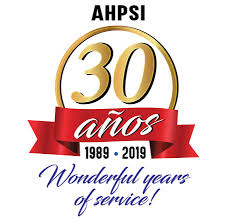 AHPSI
30
años
1989 • 2019
Wonderful years
of service!